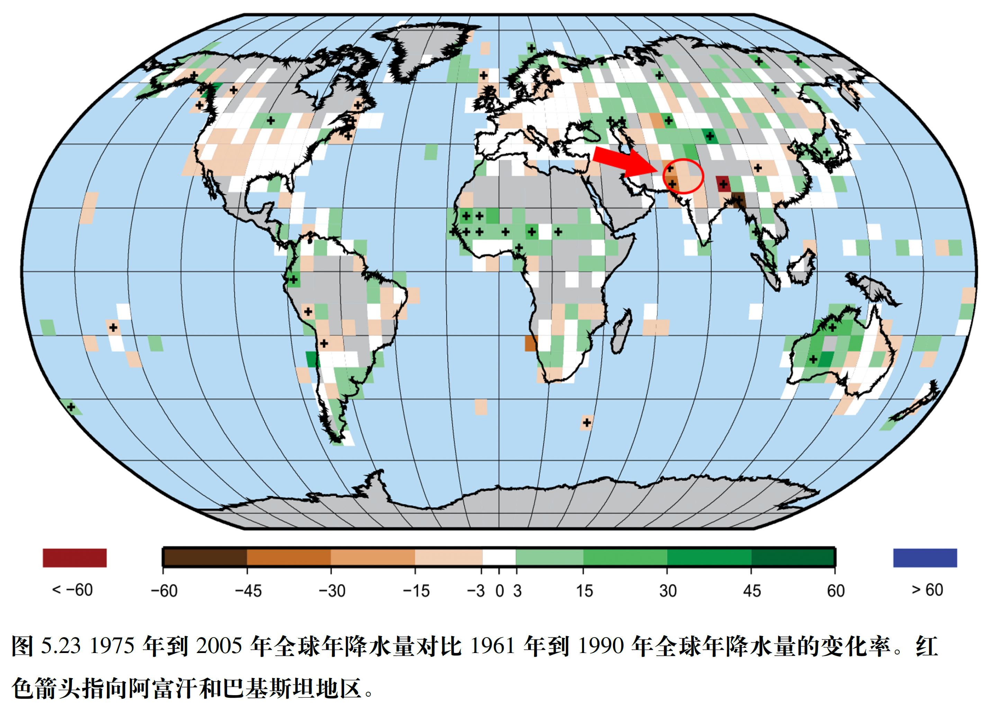 < −60 −60 −45 −30 −15 −3 0 3 15 30 45 60 > 60
图 5.23 1975 年到 2005 年全球年降水量对比 1961 年到 1990 年全球年降水量的变化率。红
色箭头指向阿富汗和巴基斯坦地区。